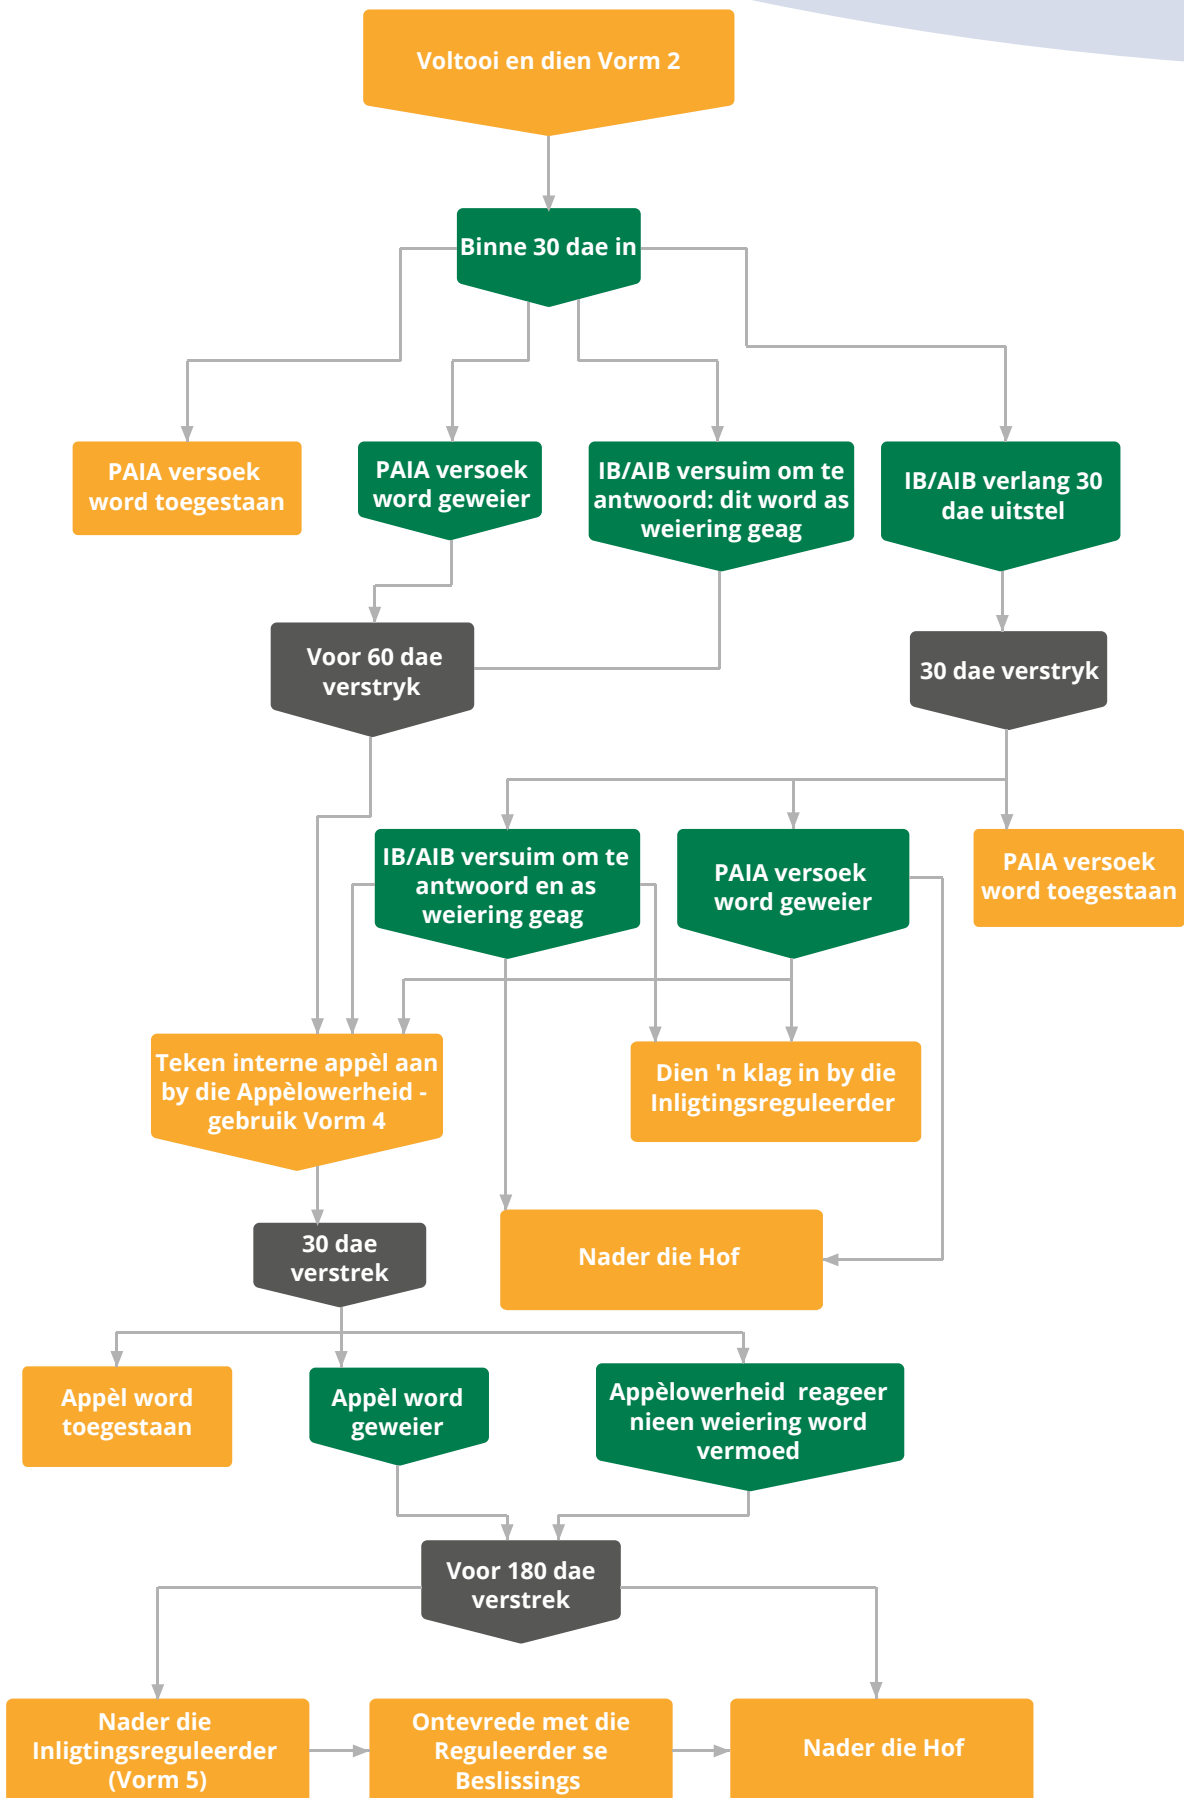 Voltooi en dien Vorm 2
Binne 30 dae in
PAIA versoek
word toegestaan
PAIA versoek
word geweier
IB/AIB versuim om te
antwoord: dit word as
weiering geag
IB/AIB verlang 30
dae uitstel
Voor 60 dae
verstryk
30 dae verstryk
IB/AIB versuim om te
antwoord en as
weiering geag
PAIA versoek
word geweier
PAIA versoek
word toegestaan
Teken interne appèl aan
by die Appèlowerheid -
gebruik Vorm 4
Dien 'n klag in by die
Inligtingsreguleerder
30 dae
verstrek
Nader die Hof
Appèl word
toegestaan
Appèl word
geweier
Appèlowerheid  reageer
nieen weiering word
vermoed
Voor 180 dae
verstrek
Nader die
Inligtingsreguleerder
(Vorm 5)
Ontevrede met die
Reguleerder se
Beslissings
Nader die Hof